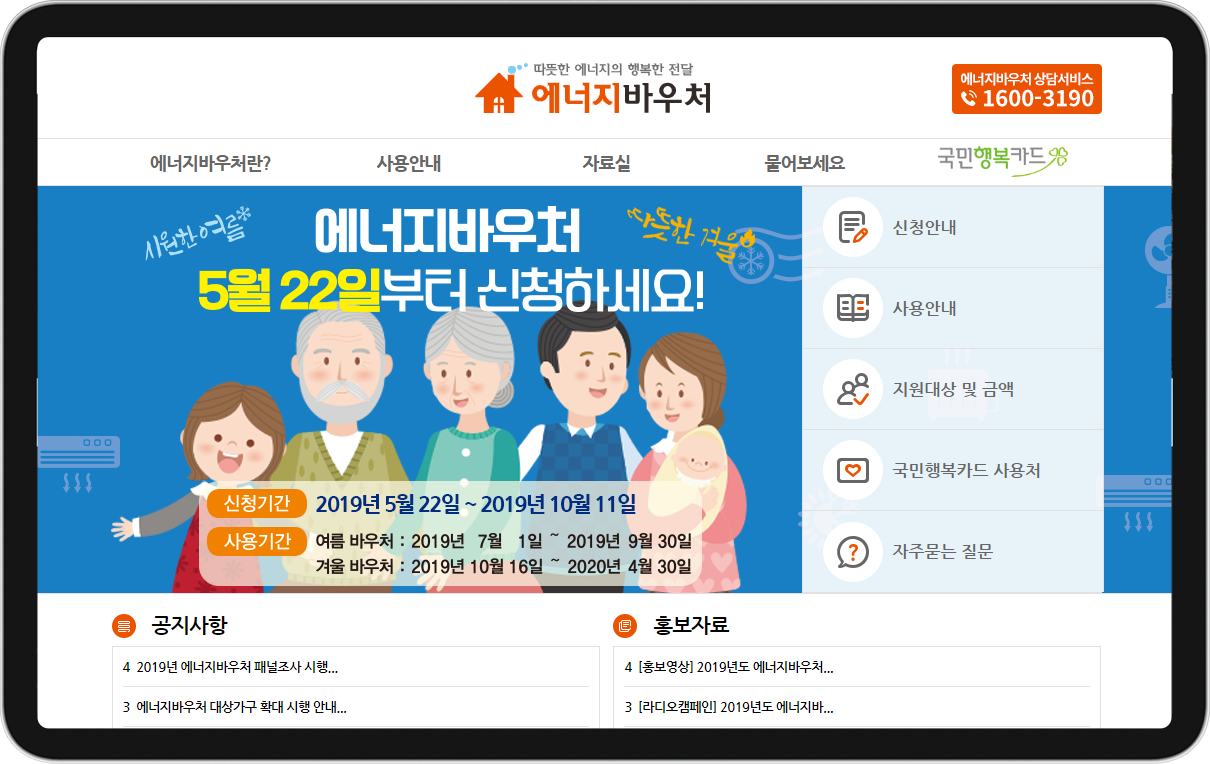 따뜻한 에너지의 행복한 전달
에너지바우처
에너지바우처 상담서비스
1600-3190
에너지바우처란?
사용안내
자료실
물어보세요
국민행복카드
시원한 여름
에너지바우처
따뜻한 겨울
5월 22일부터 신청하세요!
신청기간 2019년 5월 22일 ~ 2019년 10월 11일
사용기간 여름 바우처 : 2019년 7월 1일 ~ 2019년 9월 30일
겨울 바우처 : 2019년 10월 16일 ~ 2020년 4월 30일
신청안내
사용안내
지원대상 및 금액
국민행복카드 사용처
자주묻는 질문
공지사항
4 2019년 에너지바우처 패널조사 시행...
3 에너지바우처 대상가구 확대 시행 안내...
홍보자료
4 [홍보영상] 2019년도 에너지바우처...
3 [라디오캠페인] 2019년도 에너지바...